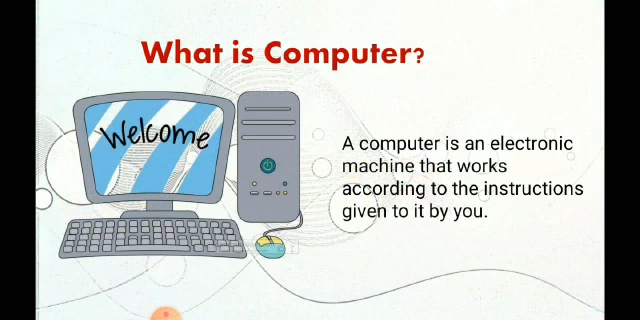 What is Computer?
Welcome
A computer is an electronic
machine that works
according to the instructions
given to it by you.